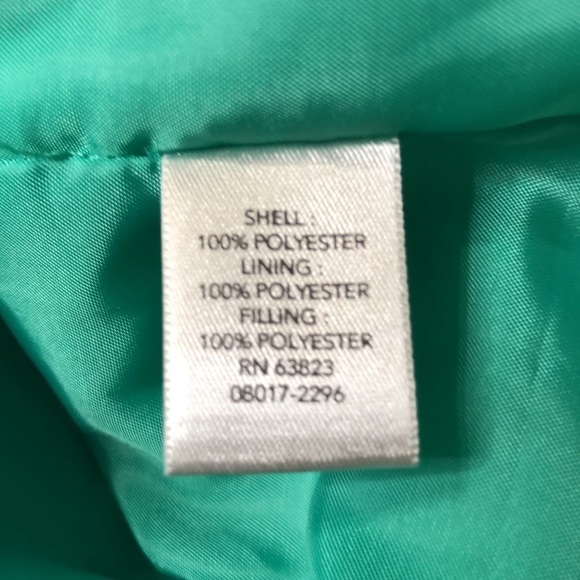 SHELL :
100% POLYESTER
LINING :
100% POLYESTER
FILLING :
100% POLYESTER
RN 63823
08017-2296